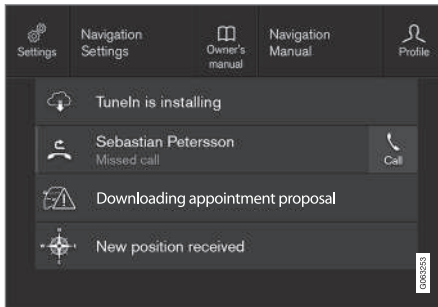 Settings
Navigation
Settings
Owner's
manual
Navigation
Manual
Profile
TuneIn is installing
Sebastian Petersson
Missed call
Call
Downloading appointment proposal
New position received
G063253